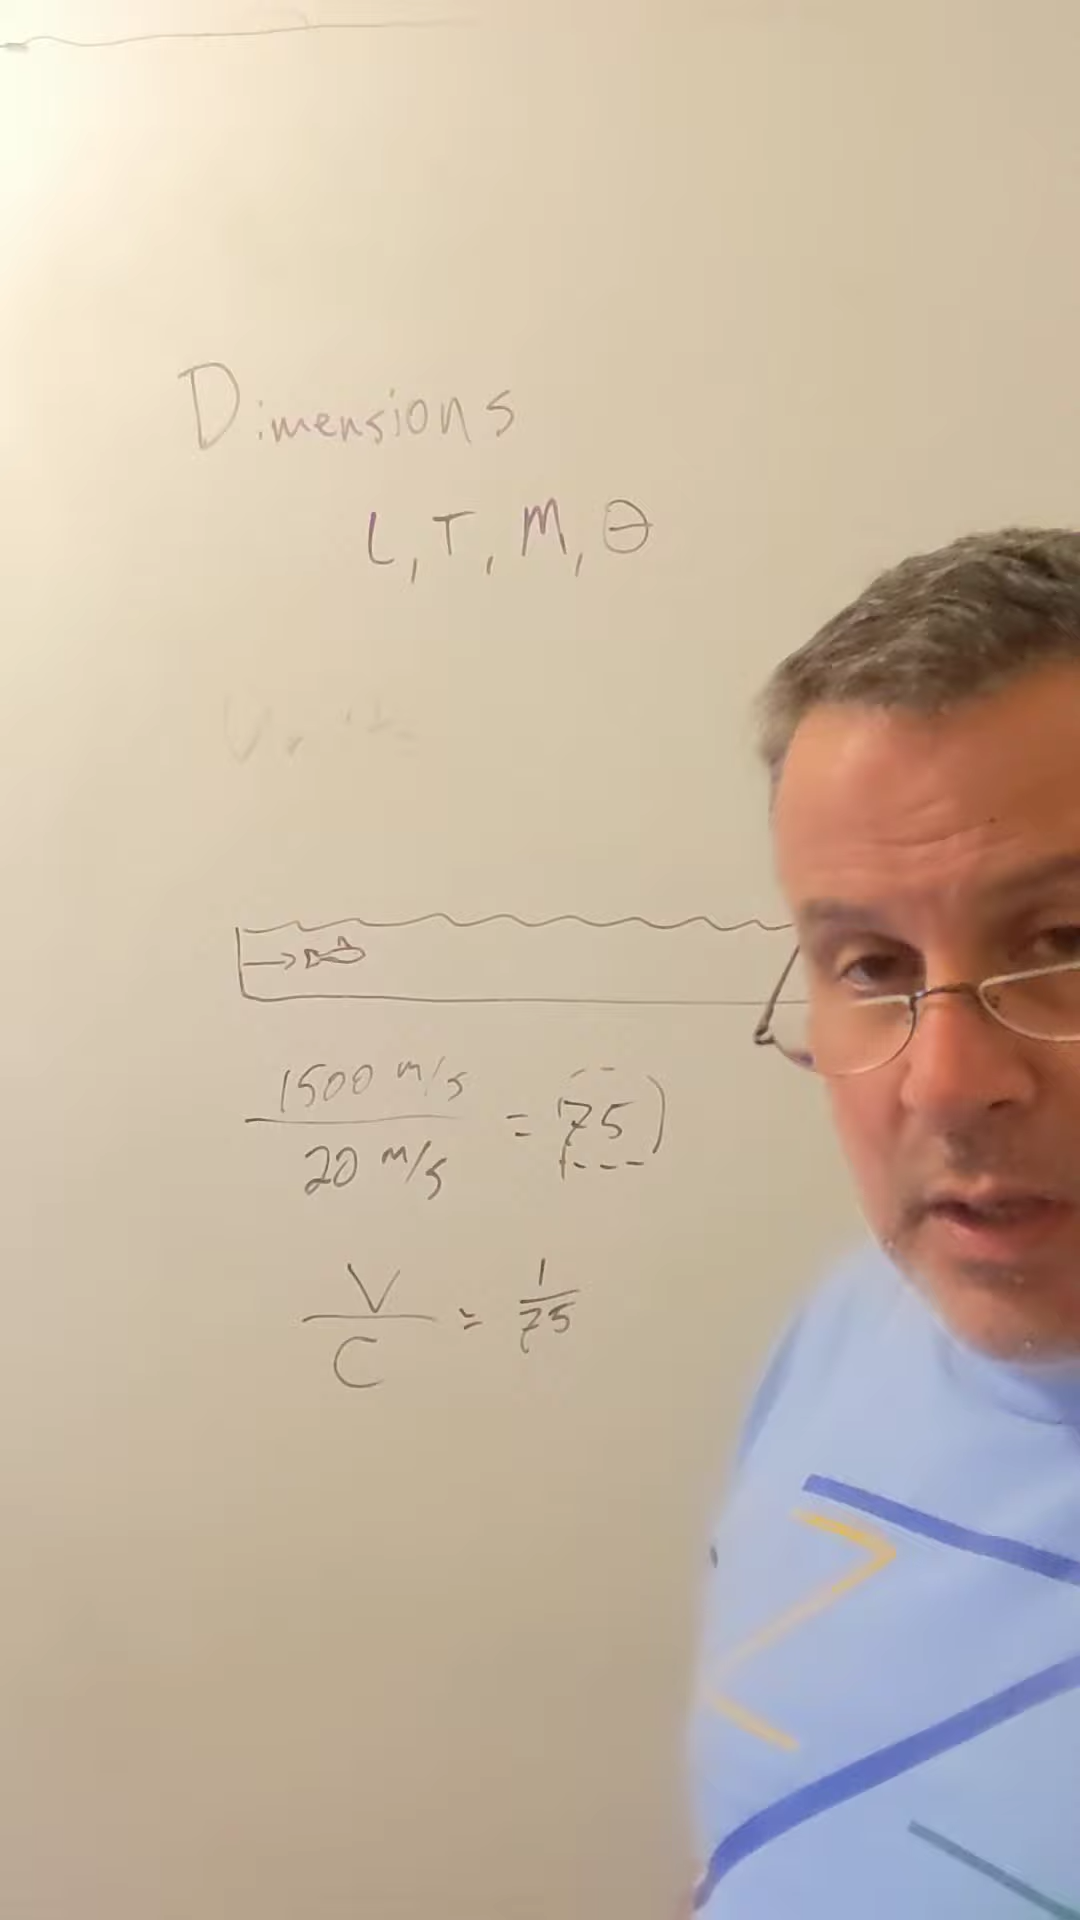 Dimensions
L, T, M, θ
1500 m/s
20 m/s
= 75
V
C
= 1
75